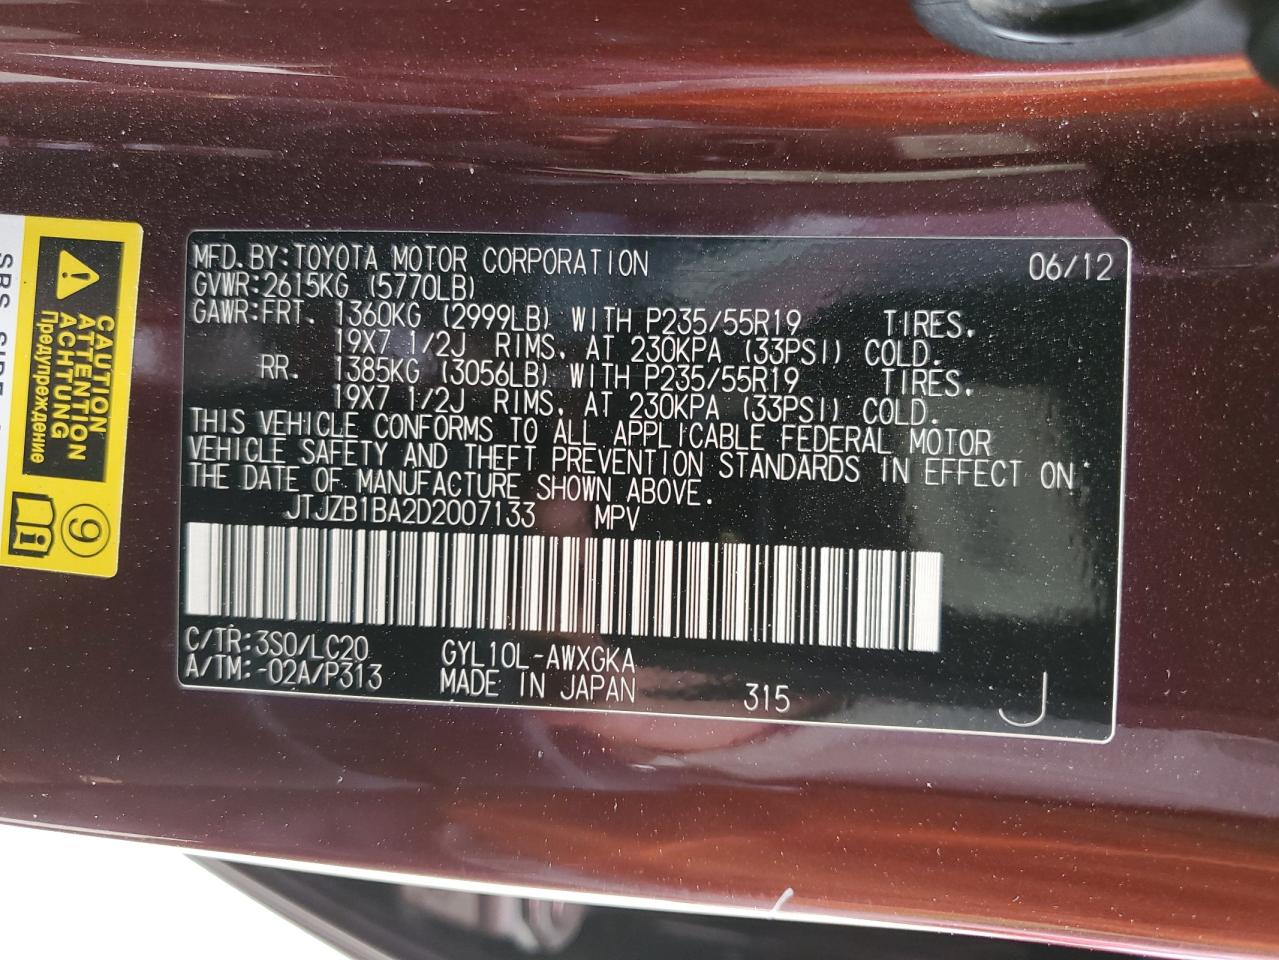 MFD.BY:TOYOTA MOTOR CORPORATION 06/12
GVWR:2615KG (5770LB)
GAWR:FRT. 1360KG (2999LB) WITH P235/55R19 TIRES,
19X7 1/2J RIMS, AT 230KPA (33PSI) COLD.
RR. 1385KG (3056LB) WITH P235/55R19 TIRES,
19X7 1/2J RIMS, AT 230KPA (33PSI) COLD.
THIS VEHICLE CONFORMS TO ALL APPLICABLE FEDERAL MOTOR
VEHICLE SAFETY AND THEFT PREVENTION STANDARDS IN EFFECT ON
THE DATE OF MANUFACTURE SHOWN ABOVE.
JTJZB1BA2D2007133 MPV
C/TR:3S0/LC20 GYL10L-AWXGKA
A/TM:-02A/P313 MADE IN JAPAN 315 J
CAUTION
ATTENTION
ACHTUNG
Предупреждение
9
SRS